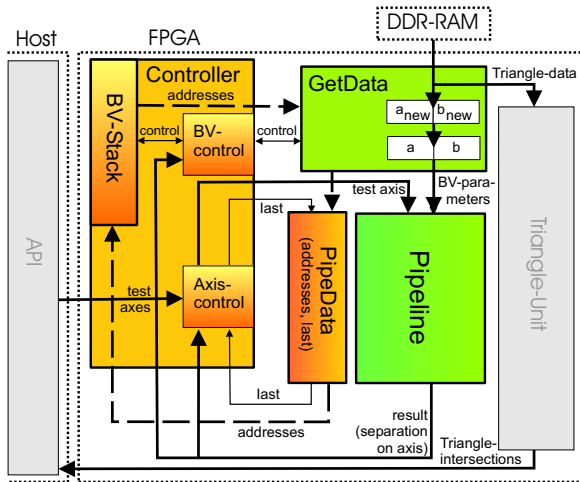 DDR-RAM
Host
FPGA
Controller
addresses
GetData
Triangle-data
a new
b new
BV-Stack
control
BV-
control
control
a
b
test axis
BV-para-
meters
last
API
test
axes
Axis-
control
PipeData
(addresses, last)
Pipeline
Triangle-Unit
last
addresses
result
(separation
on axis)
Triangle-
intersections